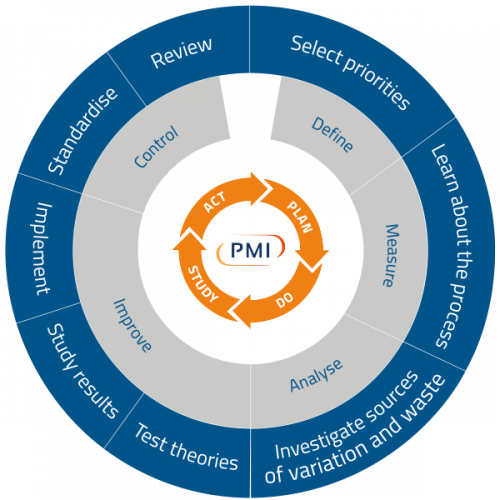 Select priorities
Learn about the process
Investigate sources
of variation and waste
Test theories
Study results
Implement
Standardise
Review
Define
Measure
Analyse
Improve
Control
PLAN
DO
STUDY
ACT
PMI